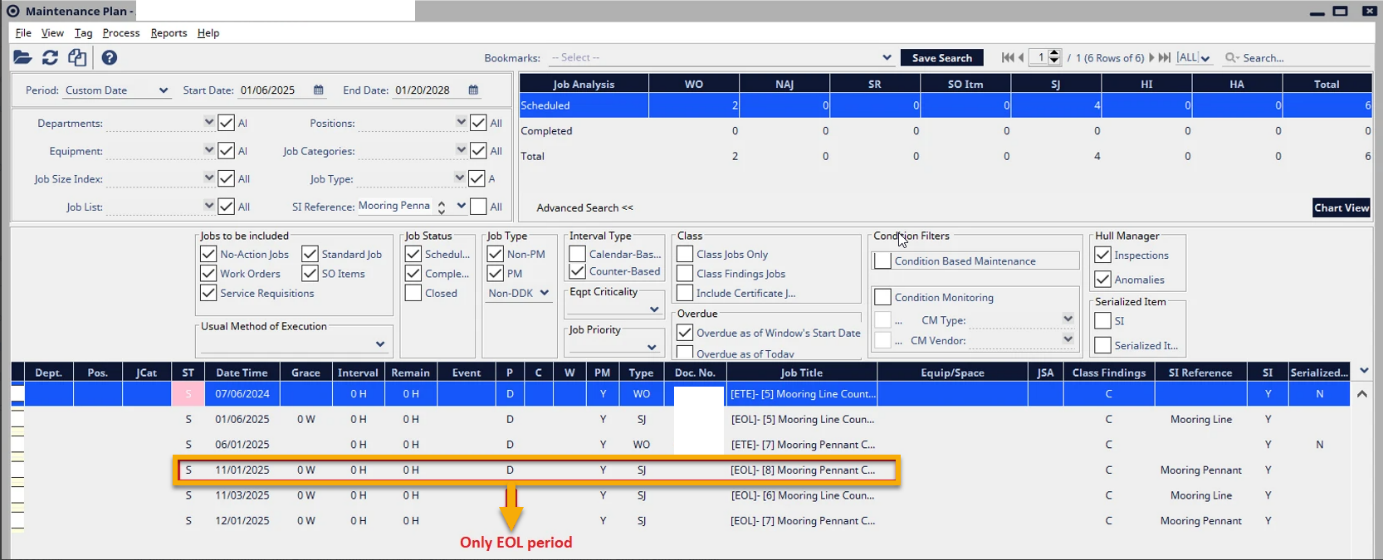 Maintenance Plan -
File View Tag Process Reports Help
Bookmarks: -- Select -- Save Search 1 / 1 (6 Rows of 6) |ALL| Search...
Period: Custom Date Start Date: 01/06/2025 End Date: 01/20/2028
Departments: Al Positions: All
Equipment: Al Job Categories: All
Job Size Index: All Job Type: A
Job List: All SI Reference: Mooring Penna All
Job Analysis WO NAJ SR SO Itm SJ HI HA Total
Scheduled 2 0 0 0 4 0 0 6
Completed 0 0 0 0 0 0 0 0
Total 2 0 0 0 4 0 0 6
Advanced Search << Chart View
Jobs to be included
No-Action Jobs Standard Job
Work Orders SO Items
Service Requisitions
Usual Method of Execution
Job Status
Schedul...
Comple...
Closed
Job Type
Non-PM
PM
Non-DDK
Interval Type
Calendar-Bas...
Counter-Based
Eqpt Criticality
Job Priority
Class
Class Jobs Only
Class Findings Jobs
Include Certificate J...
Overdue
Overdue as of Window's Start Date
Overdue as of Today
Condition Filters
Condition Based Maintenance
Condition Monitoring
... CM Type:
... CM Vendor:
Hull Manager
Inspections
Anomalies
Serialized Item
SI
Serialized It...
Dept. Pos. JCat ST Date Time Grace Interval Remain Event P C W PM Type Doc. No. Job Title Equip/Space JSA Class Findings SI Reference SI Serialized...
S 07/06/2024 0 H 0 H D Y WO [ETE]- [5] Mooring Line Count... C Y N
S 01/06/2025 0 W 0 H 0 H D Y SJ [EOL]- [5] Mooring Line Coun... C Mooring Line Y
S 06/01/2025 0 H 0 H D Y WO [ETE]- [7] Mooring Pennant C... C Y N
S 11/01/2025 0 W 0 H 0 H D Y SJ [EOL]- [8] Mooring Pennant C... C Mooring Pennant Y
S 11/03/2025 0 W 0 H 0 H Y SJ [EOL]- [6] Mooring Line Coun... C Mooring Line Y
S 12/01/2025 0 W 0 H 0 H Y SJ [EOL]- [7] Mooring Pennant C... C Mooring Pennant Y
Only EOL period